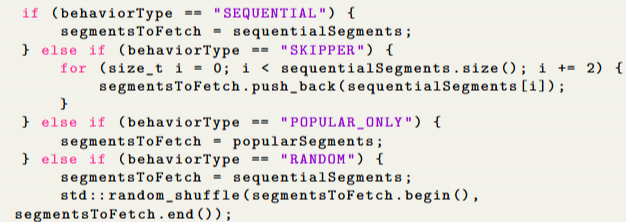 if (behaviorType == "SEQUENTIAL") {
segmentsToFetch = sequentialSegments;
} else if (behaviorType == "SKIPPER") {
for (size_t i = 0; i < sequentialSegments.size(); i += 2) {
segmentsToFetch.push_back(sequentialSegments[i]);
}
} else if (behaviorType == "POPULAR_ONLY") {
segmentsToFetch = popularSegments;
} else if (behaviorType == "RANDOM") {
segmentsToFetch = sequentialSegments;
std::random_shuffle(segmentsToFetch.begin(),
segmentsToFetch.end());